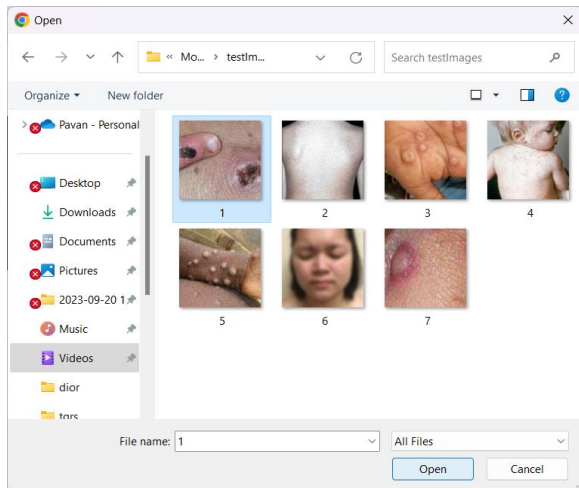 Open
« Mo... › testIm...
Search testImages
Organize
New folder
Pavan - Personal
Desktop
Downloads
Documents
Pictures
2023-09-20 1
Music
Videos
dior
tqrs
1
2
3
4
5
6
7
File name: 1
All Files
Open
Cancel